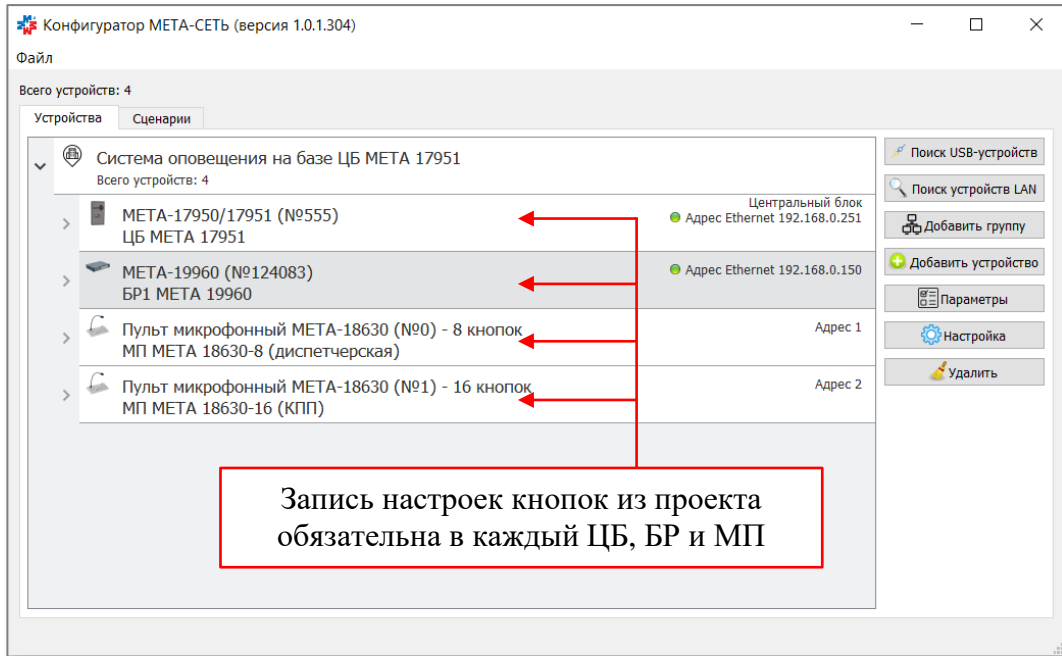 Конфигуратор МЕТА-СЕТЬ (версия 1.0.1.304)
Файл
Всего устройств: 4
Устройства
Сценарии
Система оповещения на базе ЦБ МЕТА 17951
Всего устройств: 4
МЕТА-17950/17951 (№555)
ЦБ МЕТА 17951
Центральный блок
Адрес Ethernet 192.168.0.251
МЕТА-19960 (№124083)
БР1 МЕТА 19960
Адрес Ethernet 192.168.0.150
Пульт микрофонный МЕТА-18630 (№0) - 8 кнопок
МП МЕТА 18630-8 (диспетчерская)
Адрес 1
Пульт микрофонный МЕТА-18630 (№1) - 16 кнопок
МП МЕТА 18630-16 (КПП)
Адрес 2
Поиск USB-устройств
Поиск устройств LAN
Добавить группу
Добавить устройство
Параметры
Настройка
Удалить
Запись настроек кнопок из проекта
обязательна в каждый ЦБ, БР и МП